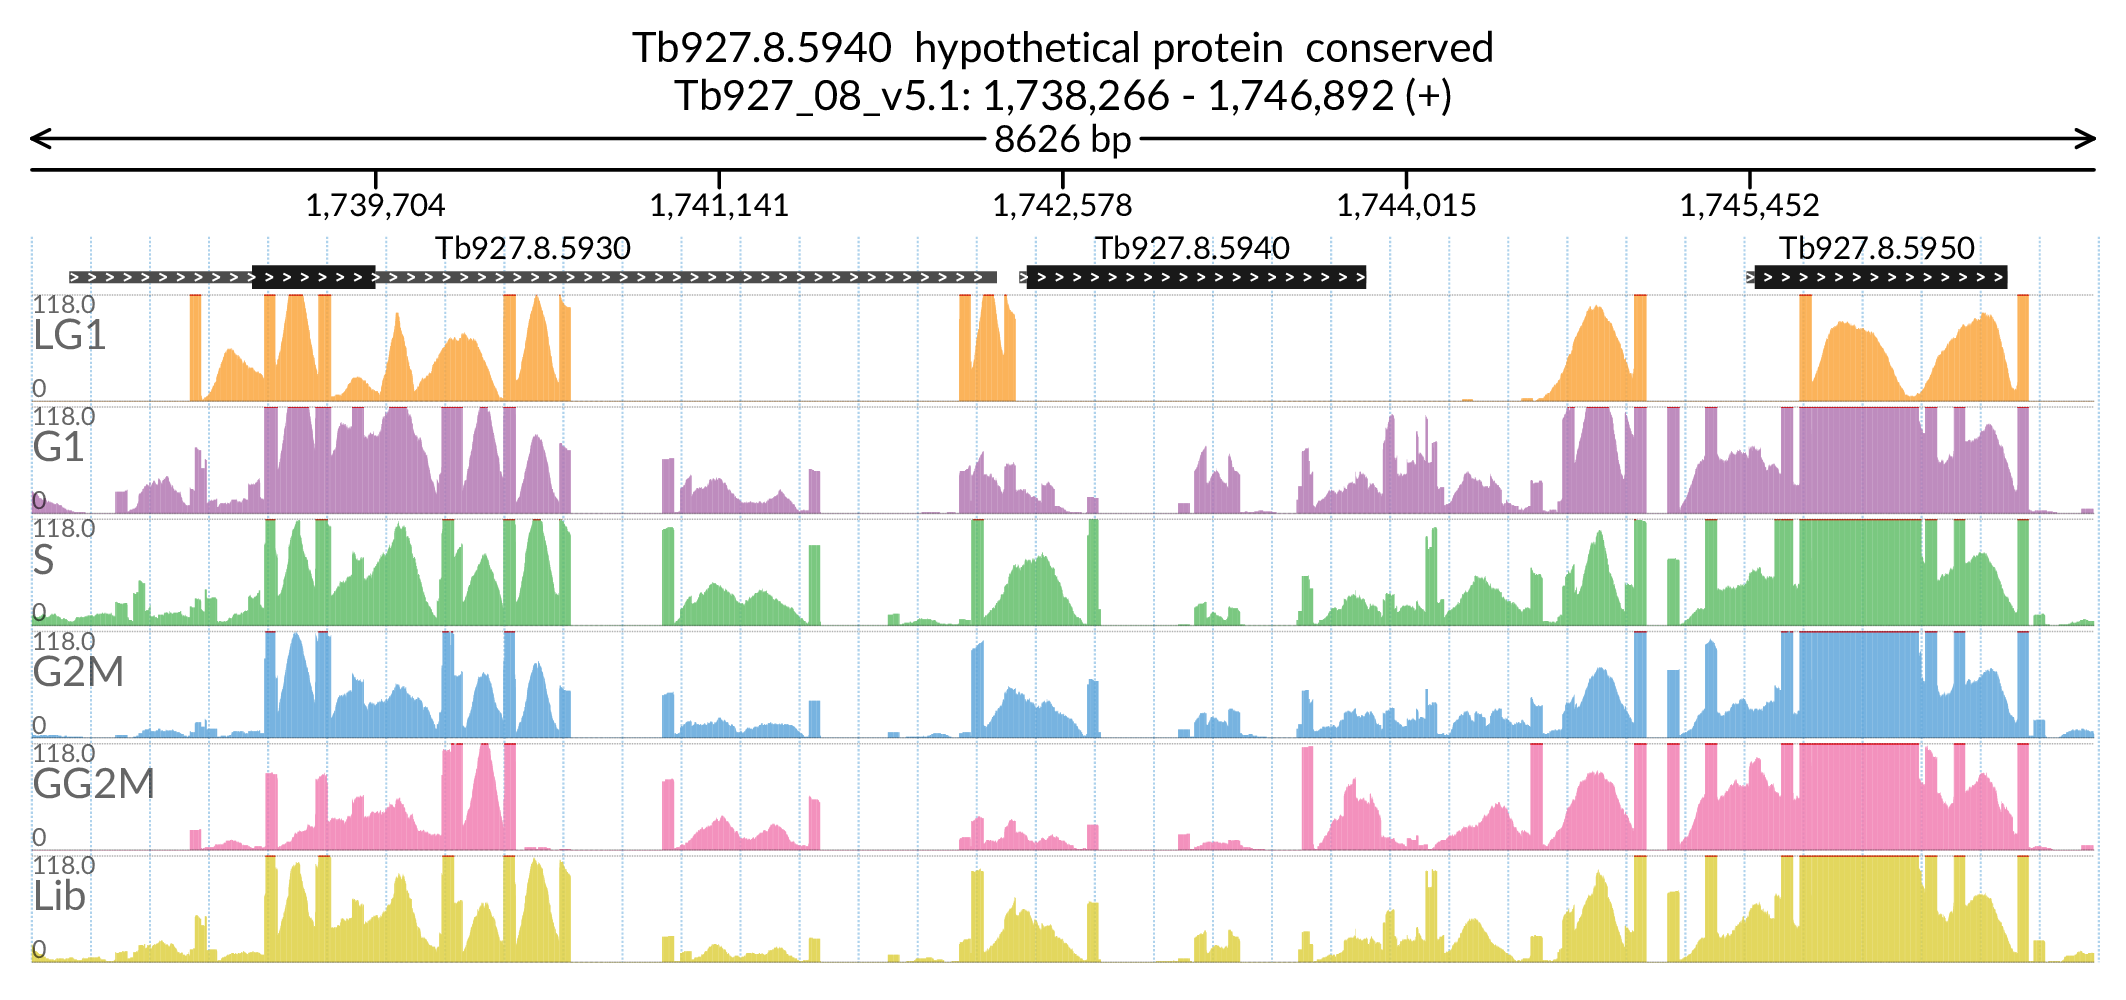 Tb927.8.5940  hypothetical protein  conserved
Tb927_08_v5.1: 1,738,266 - 1,746,892 (+)
8626 bp
1,739,704 1,741,141 1,742,578 1,744,015 1,745,452
Tb927.8.5930 Tb927.8.5940 Tb927.8.5950
118.0
LG1
0
118.0
G1
0
118.0
S
0
118.0
G2M
0
118.0
GG2M
0
118.0
Lib
0